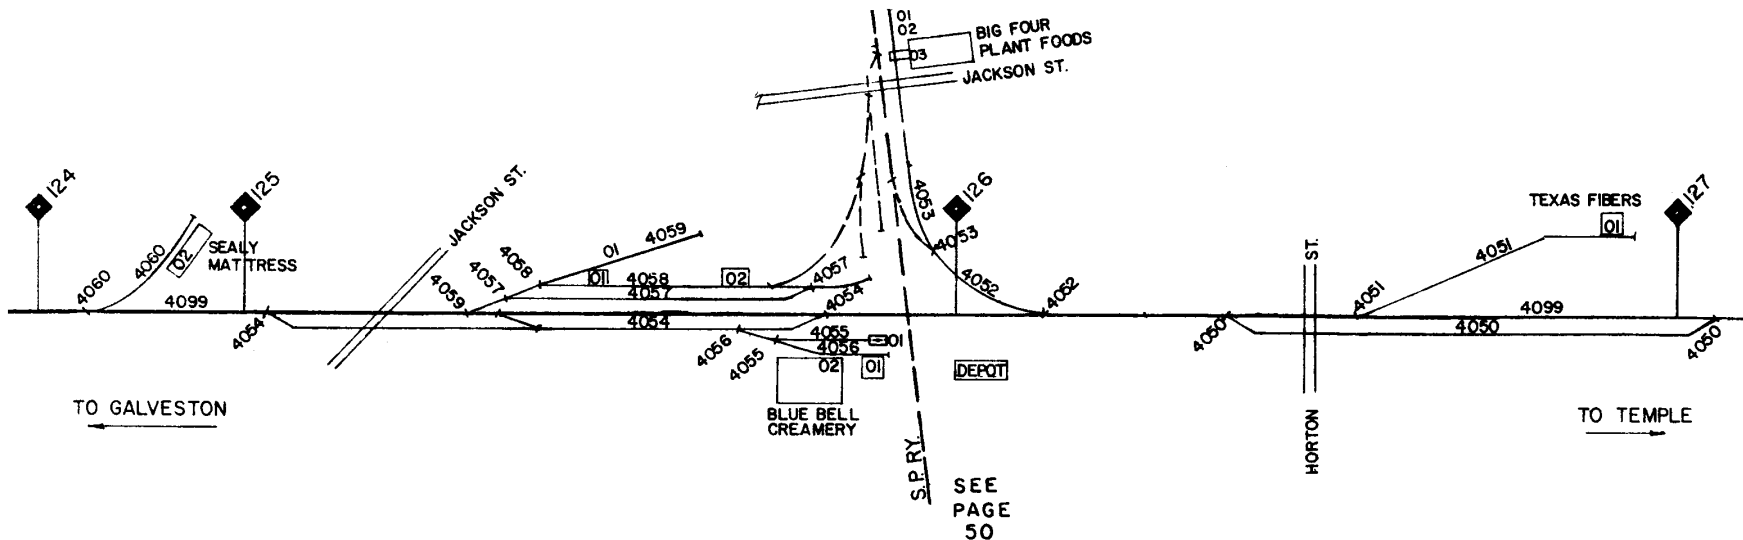 01
02
03
BIG FOUR
PLANT FOODS
JACKSON ST.
124
125
126
127
JACKSON ST.
TEXAS FIBERS
01
4060
4060
02
SEALY
MATTRESS
4099
4054
4059
4057
4058
01
4059
01
4058
02
4057
4057
4054
4054
4053
4053
4052
4052
4056
4055
4055
01
4056
02
01
BLUE BELL
CREAMERY
DEPOT
4050
ST.
HORTON
4051
4051
4099
4050
4050
TO GALVESTON
TO TEMPLE
S.P. RY.
SEE
PAGE
50